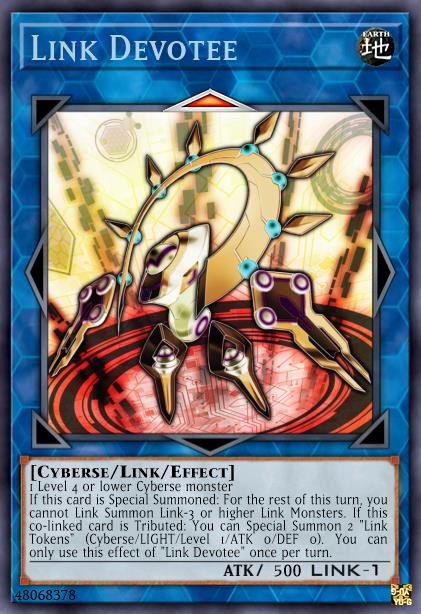 Link Devotee
EARTH
地
[Cyberse/Link/Effect]
1 Level 4 or lower Cyberse monster
If this card is Special Summoned: For the rest of this turn, you
cannot Link Summon Link-3 or higher Link Monsters. If this
co-linked card is Tributed: You can Special Summon 2 "Link
Tokens" (Cyberse/LIGHT/Level 1/ATK 0/DEF 0). You can
only use this effect of "Link Devotee" once per turn.
ATK/ 500 LINK-1
48068378